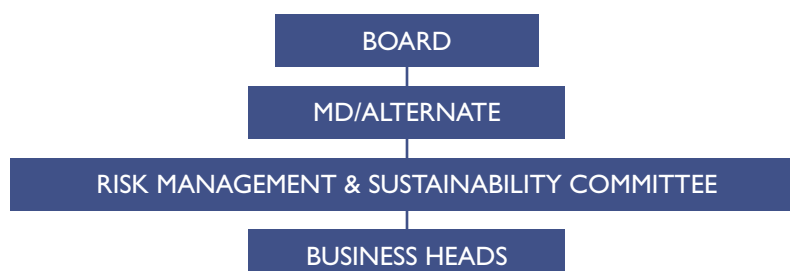 BOARD
MD/ALTERNATE
RISK MANAGEMENT & SUSTAINABILITY COMMITTEE
BUSINESS HEADS